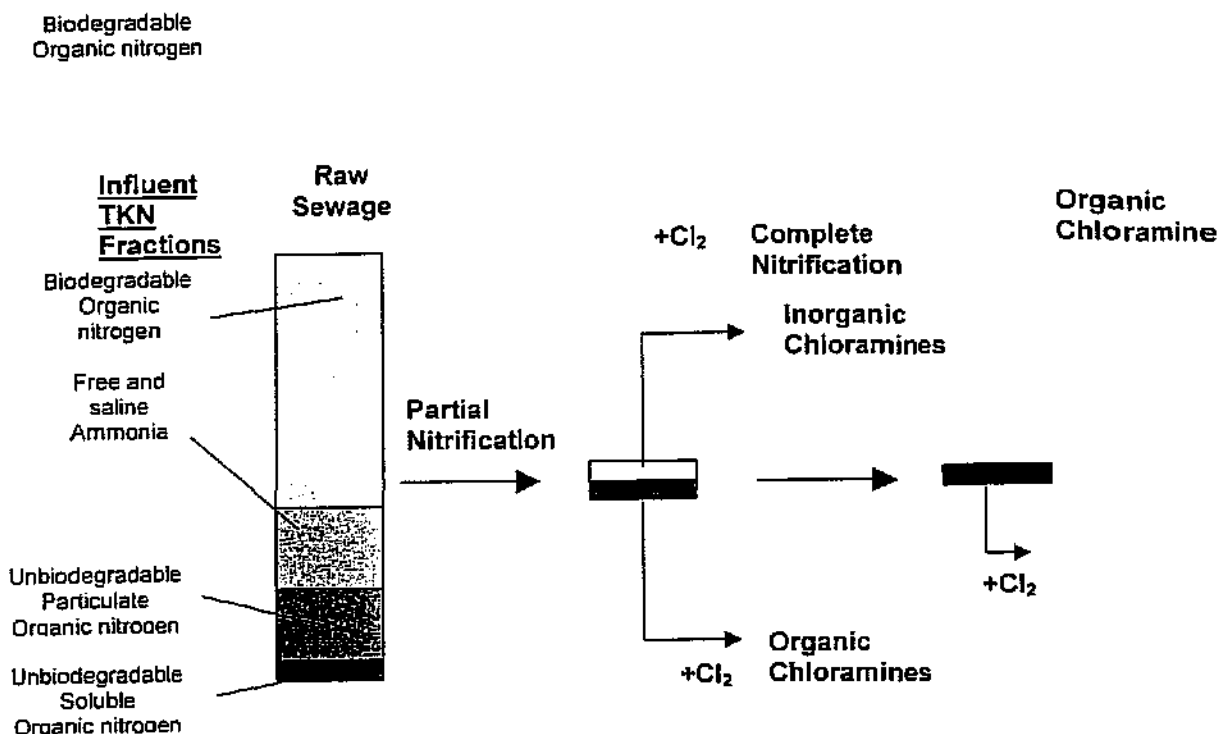 Biodegradable
Organic nitrogen
Influent
TKN
Fractions
Raw
Sewage
Biodegradable
Organic
nitrogen
Free and
saline
Ammonia
Unbiodegradable
Particulate
Organic nitrogen
Unbiodegradable
Soluble
Organic nitrogen
Partial
Nitrification
+Cl₂
Complete
Nitrification
Inorganic
Chloramines
+Cl₂
Organic
Chloramines
Organic
Chloramine
+Cl₂